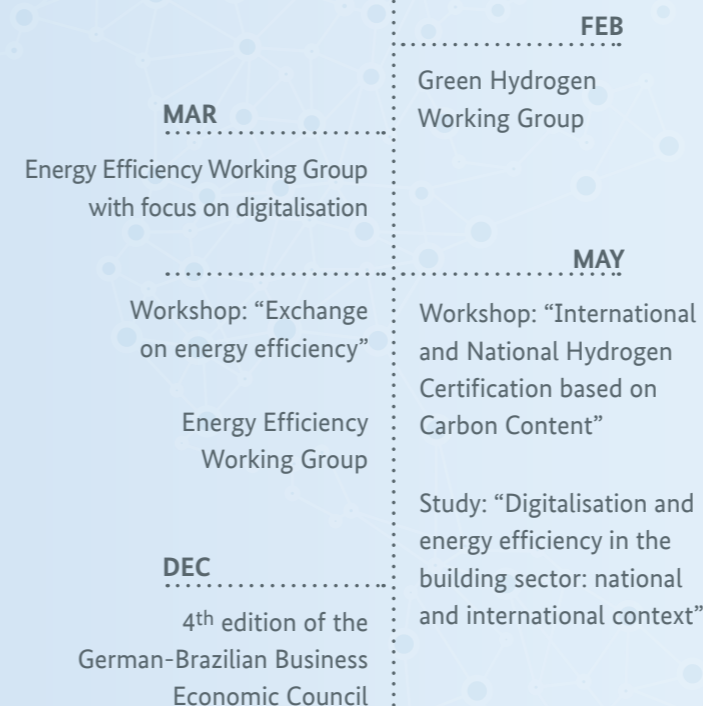 FEB
Green Hydrogen
Working Group
MAR
Energy Efficiency Working Group
with focus on digitalisation
MAY
Workshop: “Exchange
on energy efficiency”
Energy Efficiency
Working Group
Workshop: “International
and National Hydrogen
Certification based on
Carbon Content”
Study: “Digitalisation and
energy efficiency in the
building sector: national
and international context”
DEC
4th edition of the
German-Brazilian Business
Economic Council